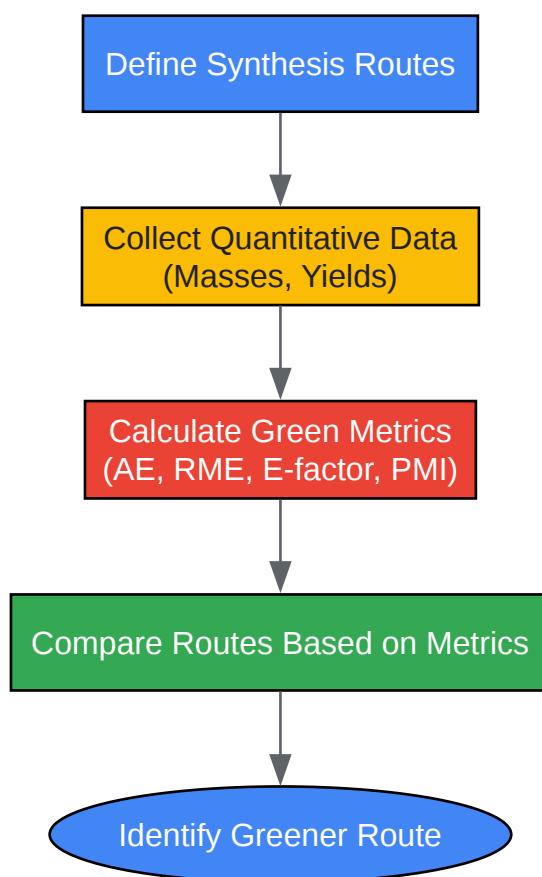 Define Synthesis Routes
Collect Quantitative Data
(Masses, Yields)
Calculate Green Metrics
(AE, RME, E-factor, PMI)
Compare Routes Based on Metrics
Identify Greener Route